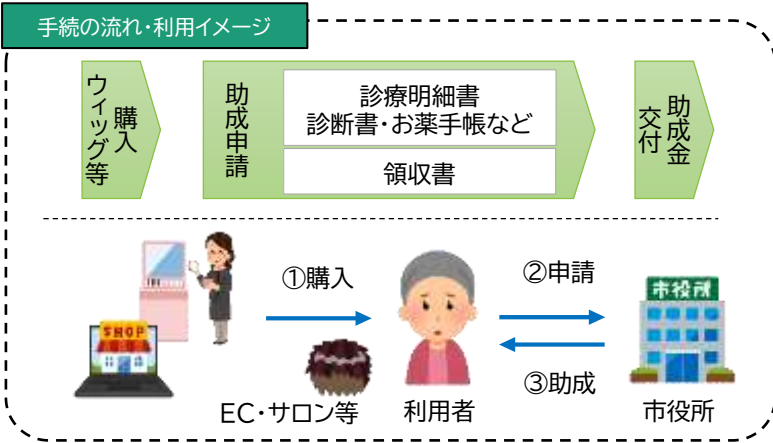 手続の流れ・利用イメージ
ウィッグ等
購入
助成申請
診療明細書
診断書・お薬手帳など
領収書
助成金
交付
①購入
②申請
③助成
SHOP
市役所
EC・サロン等
利用者
市役所